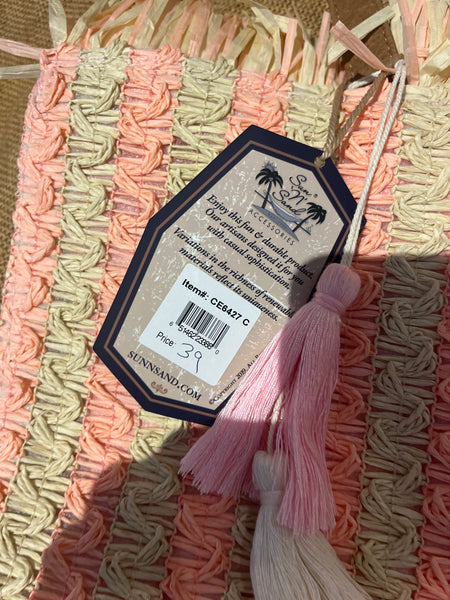 Sun 'N' Sand
ACCESSORIES
Enjoy this fun & durable product.
Our artisans designed it for you
with casual sophistication.
Variations in the richness of renewable
materials reflect its uniqueness.
Item#: CE6427 C
Price: 39
SUNNSAND.COM
©COPYRIGHT